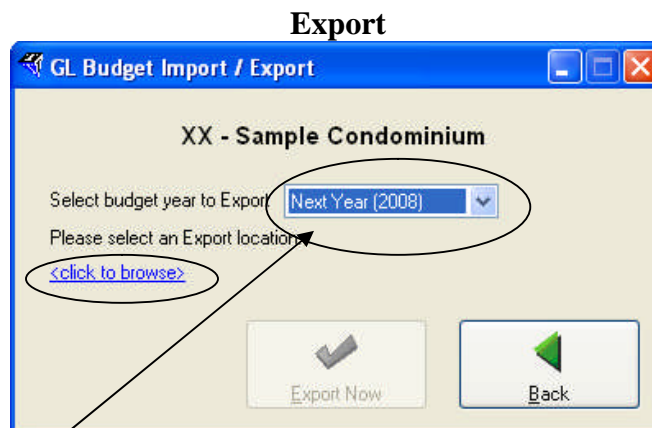 Export
GL Budget Import / Export
XX - Sample Condominium
Select budget year to Export Next Year (2008)
Please select an Export location
<click to browse>
Export Now Back